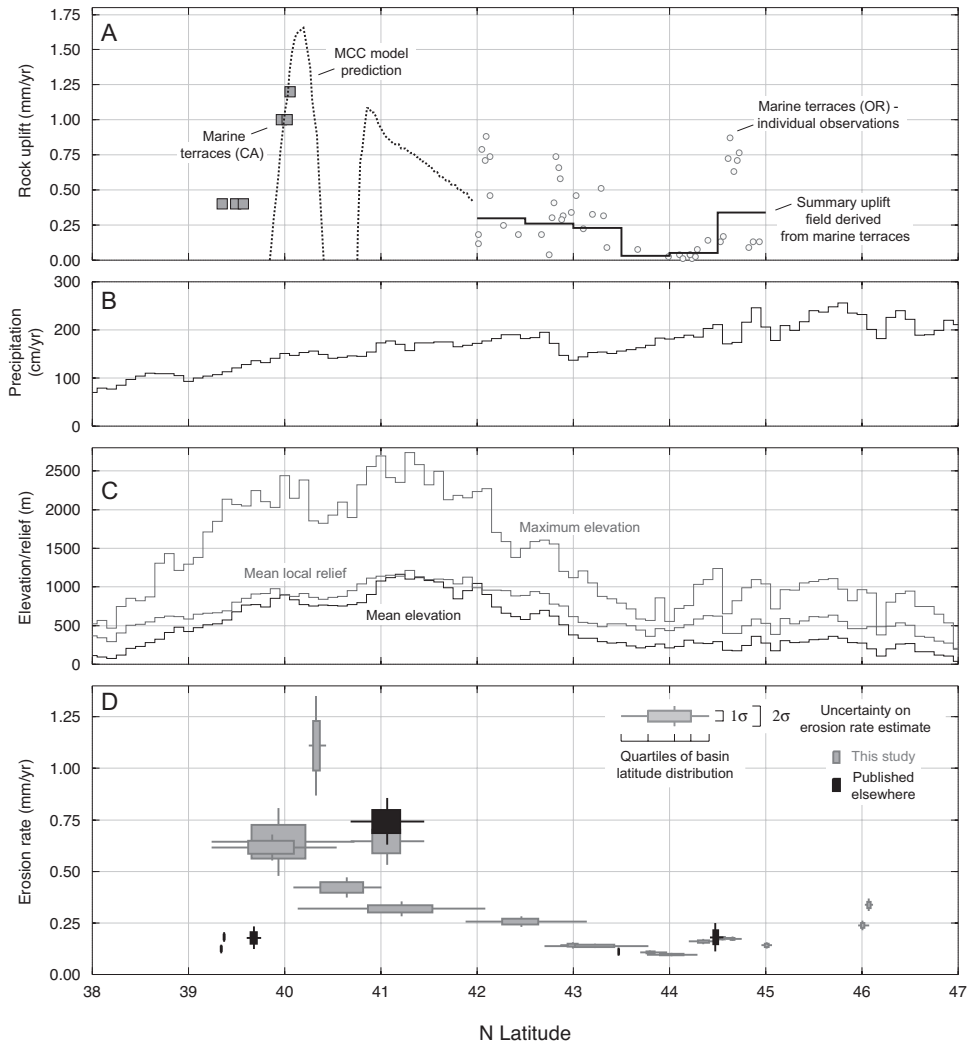 A
Rock uplift (mm/yr)
1.75
1.50
1.25
1.00
0.75
0.50
0.25
0.00
MCC model
prediction
Marine
terraces (CA)
Marine terraces (OR) -
individual observations
Summary uplift
field derived
from marine terraces
B
Precipitation
(cm/yr)
300
200
100
0
C
Elevation/relief (m)
2500
2000
1500
1000
500
0
Maximum elevation
Mean local relief
Mean elevation
D
Erosion rate (mm/yr)
1.25
1.00
0.75
0.50
0.25
0.00
1σ
2σ
Uncertainty on
erosion rate estimate
Quartiles of basin
latitude distribution
This study
Published
elsewhere
38 39 40 41 42 43 44 45 46 47
N Latitude